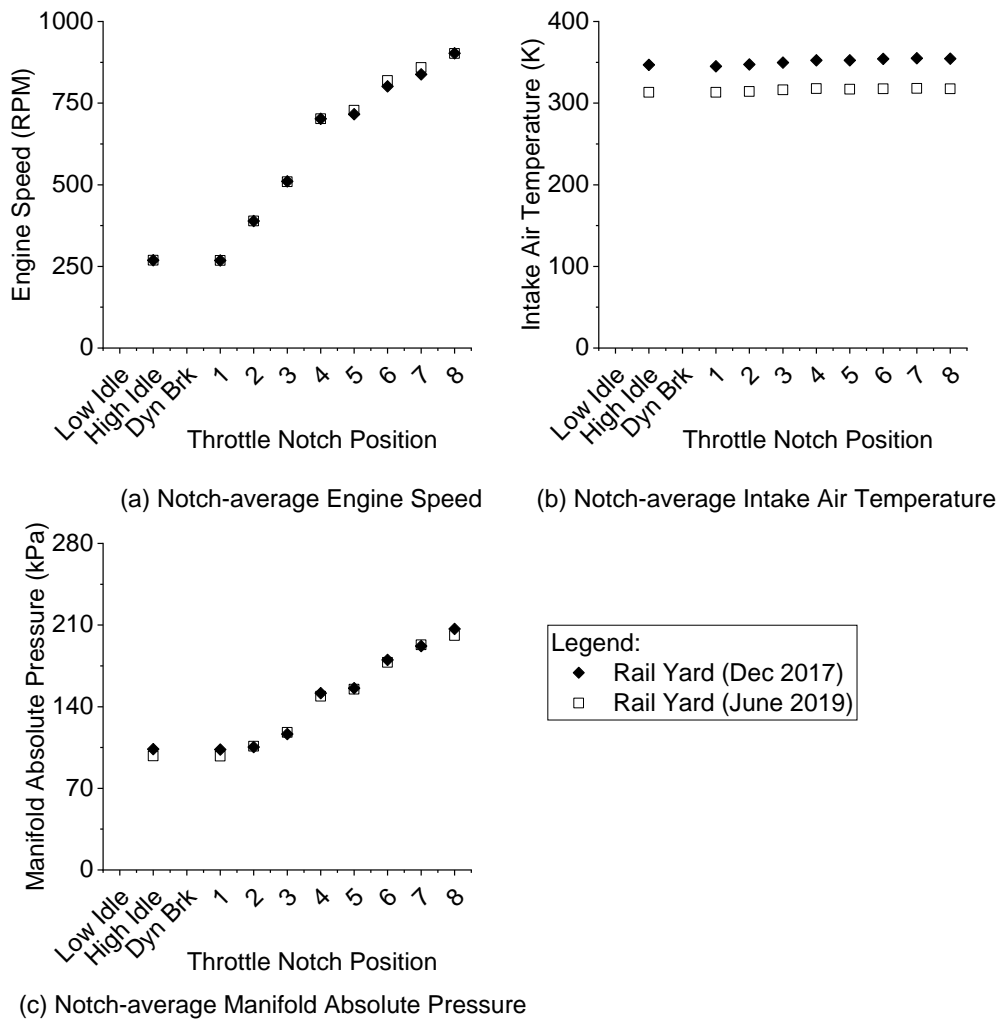 1000
750
500
250
0
Engine Speed (RPM)
Low Idle
High Idle
Dyn Brk
1
2
3
4
5
6
7
8
Throttle Notch Position
(a) Notch-average Engine Speed
400
300
200
100
0
Intake Air Temperature (K)
Low Idle
High Idle
Dyn Brk
1
2
3
4
5
6
7
8
Throttle Notch Position
(b) Notch-average Intake Air Temperature
280
210
140
70
0
Manifold Absolute Pressure (kPa)
Low Idle
High Idle
Dyn Brk
1
2
3
4
5
6
7
8
Throttle Notch Position
(c) Notch-average Manifold Absolute Pressure
Legend:
Rail Yard (Dec 2017)
Rail Yard (June 2019)